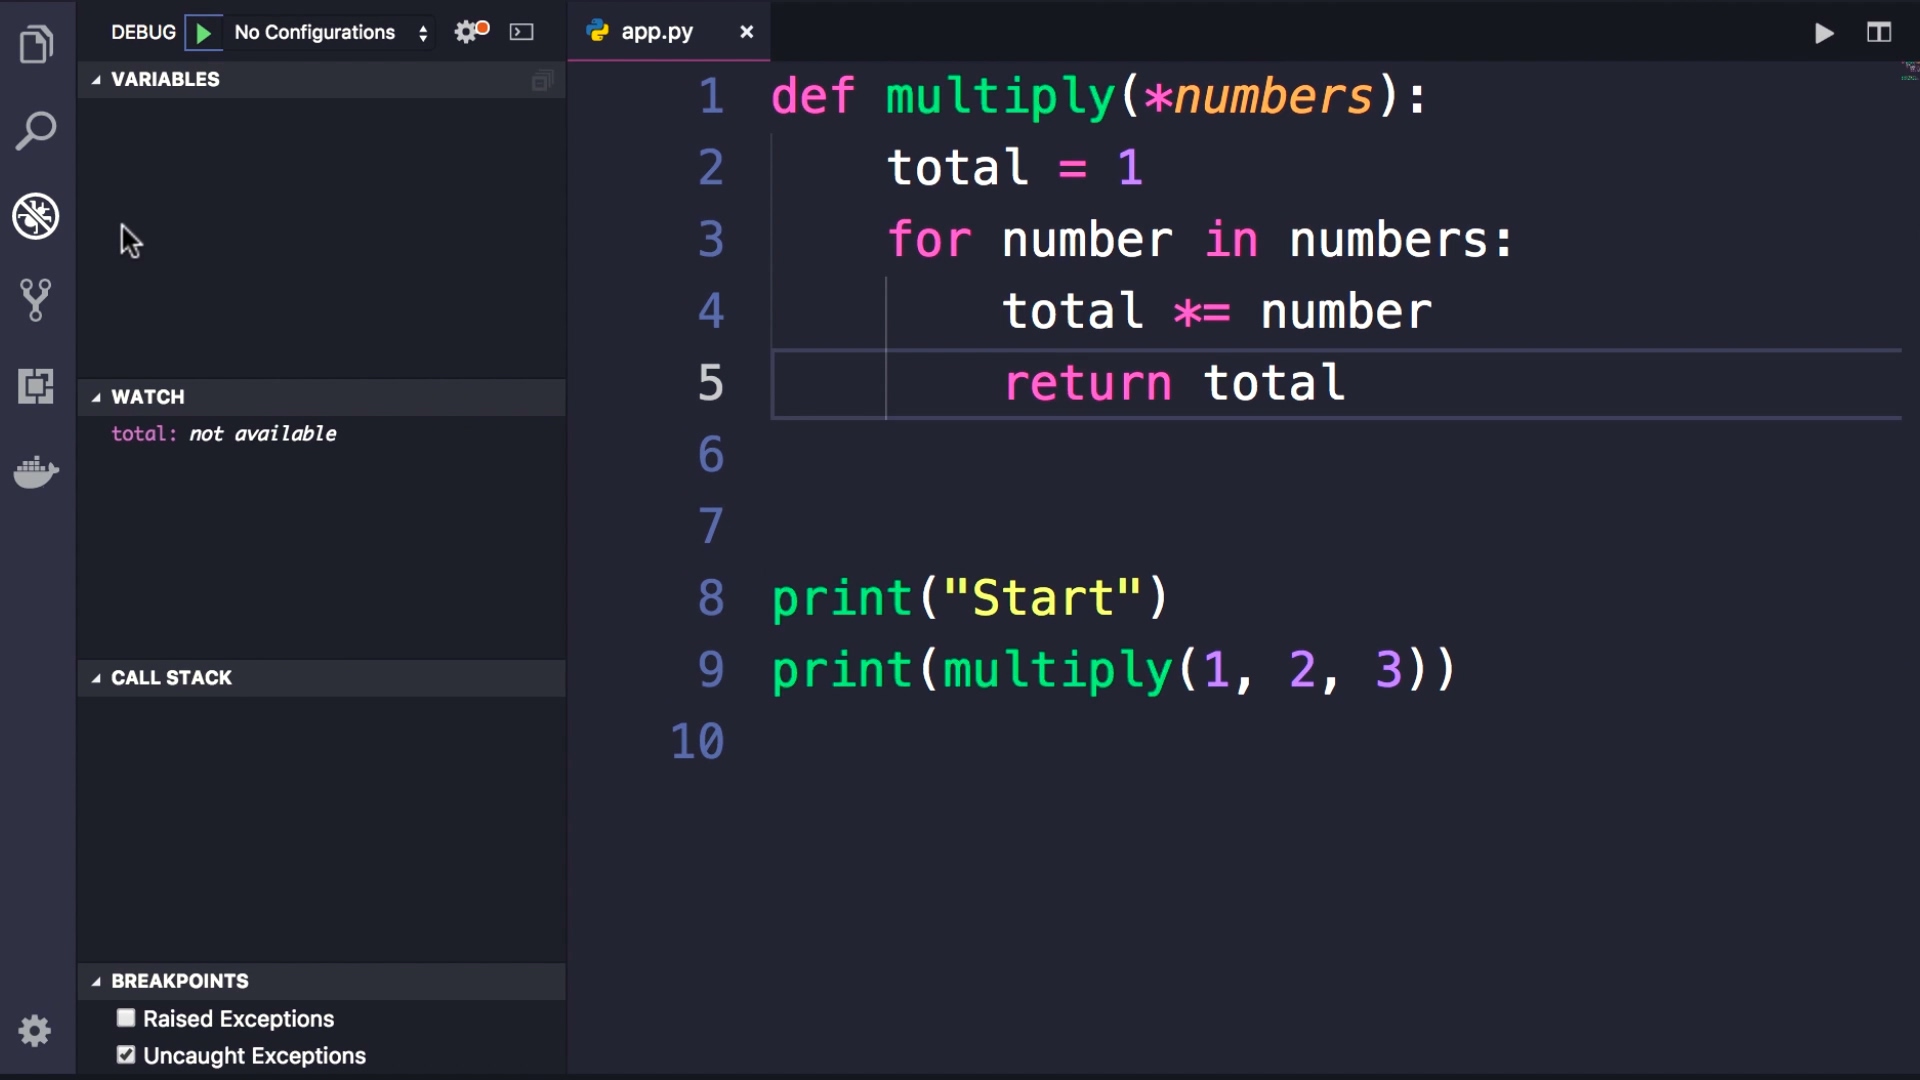 DEBUG No Configurations
VARIABLES
WATCH
total: not available
CALL STACK
BREAKPOINTS
Raised Exceptions
Uncaught Exceptions
app.py
1 def multiply(*numbers):
2     total = 1
3     for number in numbers:
4         total *= number
5         return total
6
7
8 print("Start")
9 print(multiply(1, 2, 3))
10